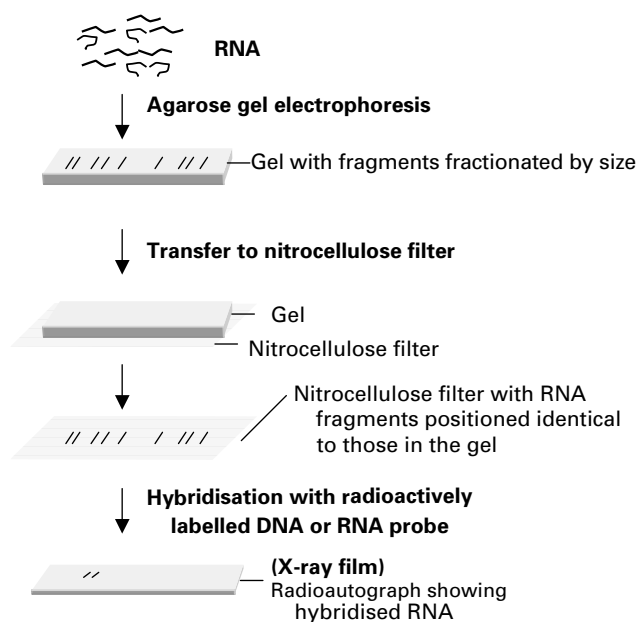 RNA
Agarose gel electrophoresis
Gel with fragments fractionated by size
Transfer to nitrocellulose filter
Gel
Nitrocellulose filter
Nitrocellulose filter with RNA
fragments positioned identical
to those in the gel
Hybridisation with radioactively
labelled DNA or RNA probe
(X-ray film)
Radioautograph showing
hybridised RNA